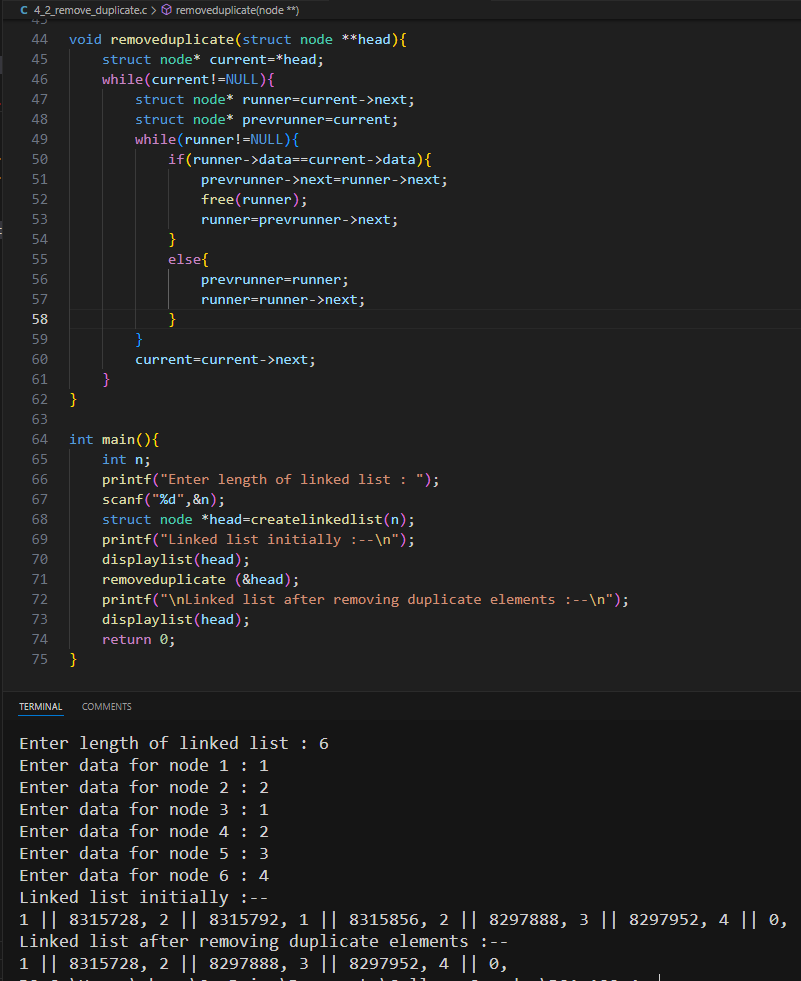 C 4_2_remove_duplicate.c > removeduplicate(node **)
44 void removeduplicate(struct node **head){
45     struct node* current=*head;
46     while(current!=NULL){
47         struct node* runner=current->next;
48         struct node* prevrunner=current;
49         while(runner!=NULL){
50             if(runner->data==current->data){
51                 prevrunner->next=runner->next;
52                 free(runner);
53                 runner=prevrunner->next;
54             }
55             else{
56                 prevrunner=runner;
57                 runner=runner->next;
58             }
59         }
60         current=current->next;
61     }
62 }
63
64 int main(){
65     int n;
66     printf("Enter length of linked list : ");
67     scanf("%d",&n);
68     struct node *head=createlinkedlist(n);
69     printf("Linked list initially :--\n");
70     displaylist(head);
71     removeduplicate (&head);
72     printf("\nLinked list after removing duplicate elements :--\n");
73     displaylist(head);
74     return 0;
75 }
TERMINAL COMMENTS
Enter length of linked list : 6
Enter data for node 1 : 1
Enter data for node 2 : 2
Enter data for node 3 : 1
Enter data for node 4 : 2
Enter data for node 5 : 3
Enter data for node 6 : 4
Linked list initially :--
1 || 8315728, 2 || 8315792, 1 || 8315856, 2 || 8297888, 3 || 8297952, 4 || 0,
Linked list after removing duplicate elements :--
1 || 8315728, 2 || 8297888, 3 || 8297952, 4 || 0,